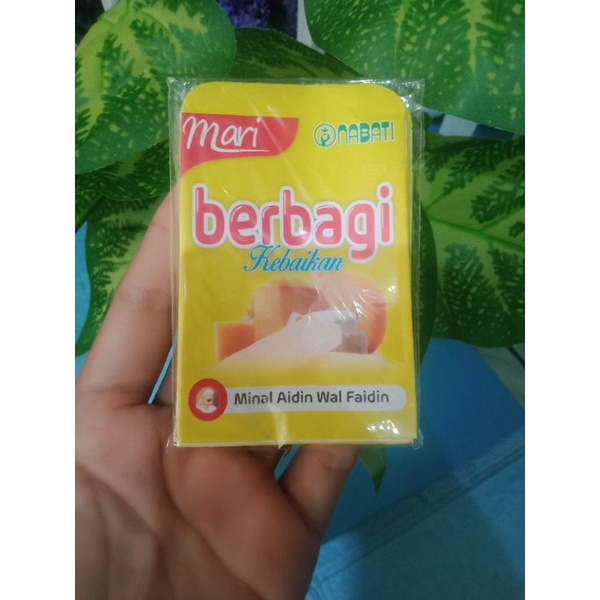 Mari
NABATI
berbagi
Kebaikan
Minal Aidin Wal Faidin